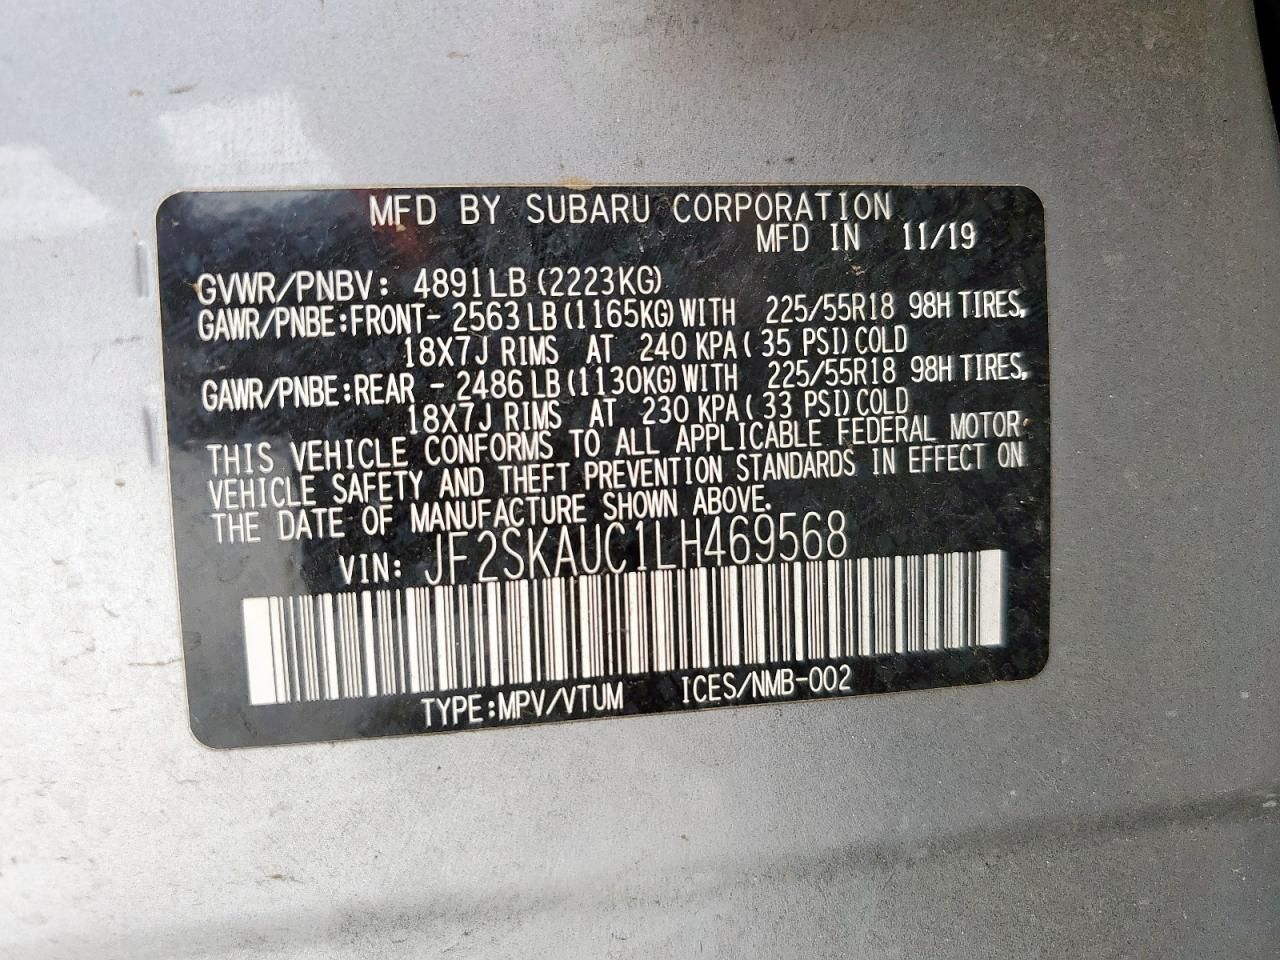 MFD BY SUBARU CORPORATION
MFD IN 11/19
GVWR/PNBV: 4891LB (2223KG)
GAWR/PNBE:FRONT- 2563 LB (1165KG) WITH 225/55R18 98H TIRES,
18X7J RIMS AT 240 KPA ( 35 PSI) COLD
GAWR/PNBE:REAR - 2486 LB (1130KG) WITH 225/55R18 98H TIRES,
18X7J RIMS AT 230 KPA ( 33 PSI) COLD
THIS VEHICLE CONFORMS TO ALL APPLICABLE FEDERAL MOTOR
VEHICLE SAFETY AND THEFT PREVENTION STANDARDS IN EFFECT ON
THE DATE OF MANUFACTURE SHOWN ABOVE.
VIN: JF2SKAUC1LH469568
TYPE:MPV/VTUM ICES/NMB-002